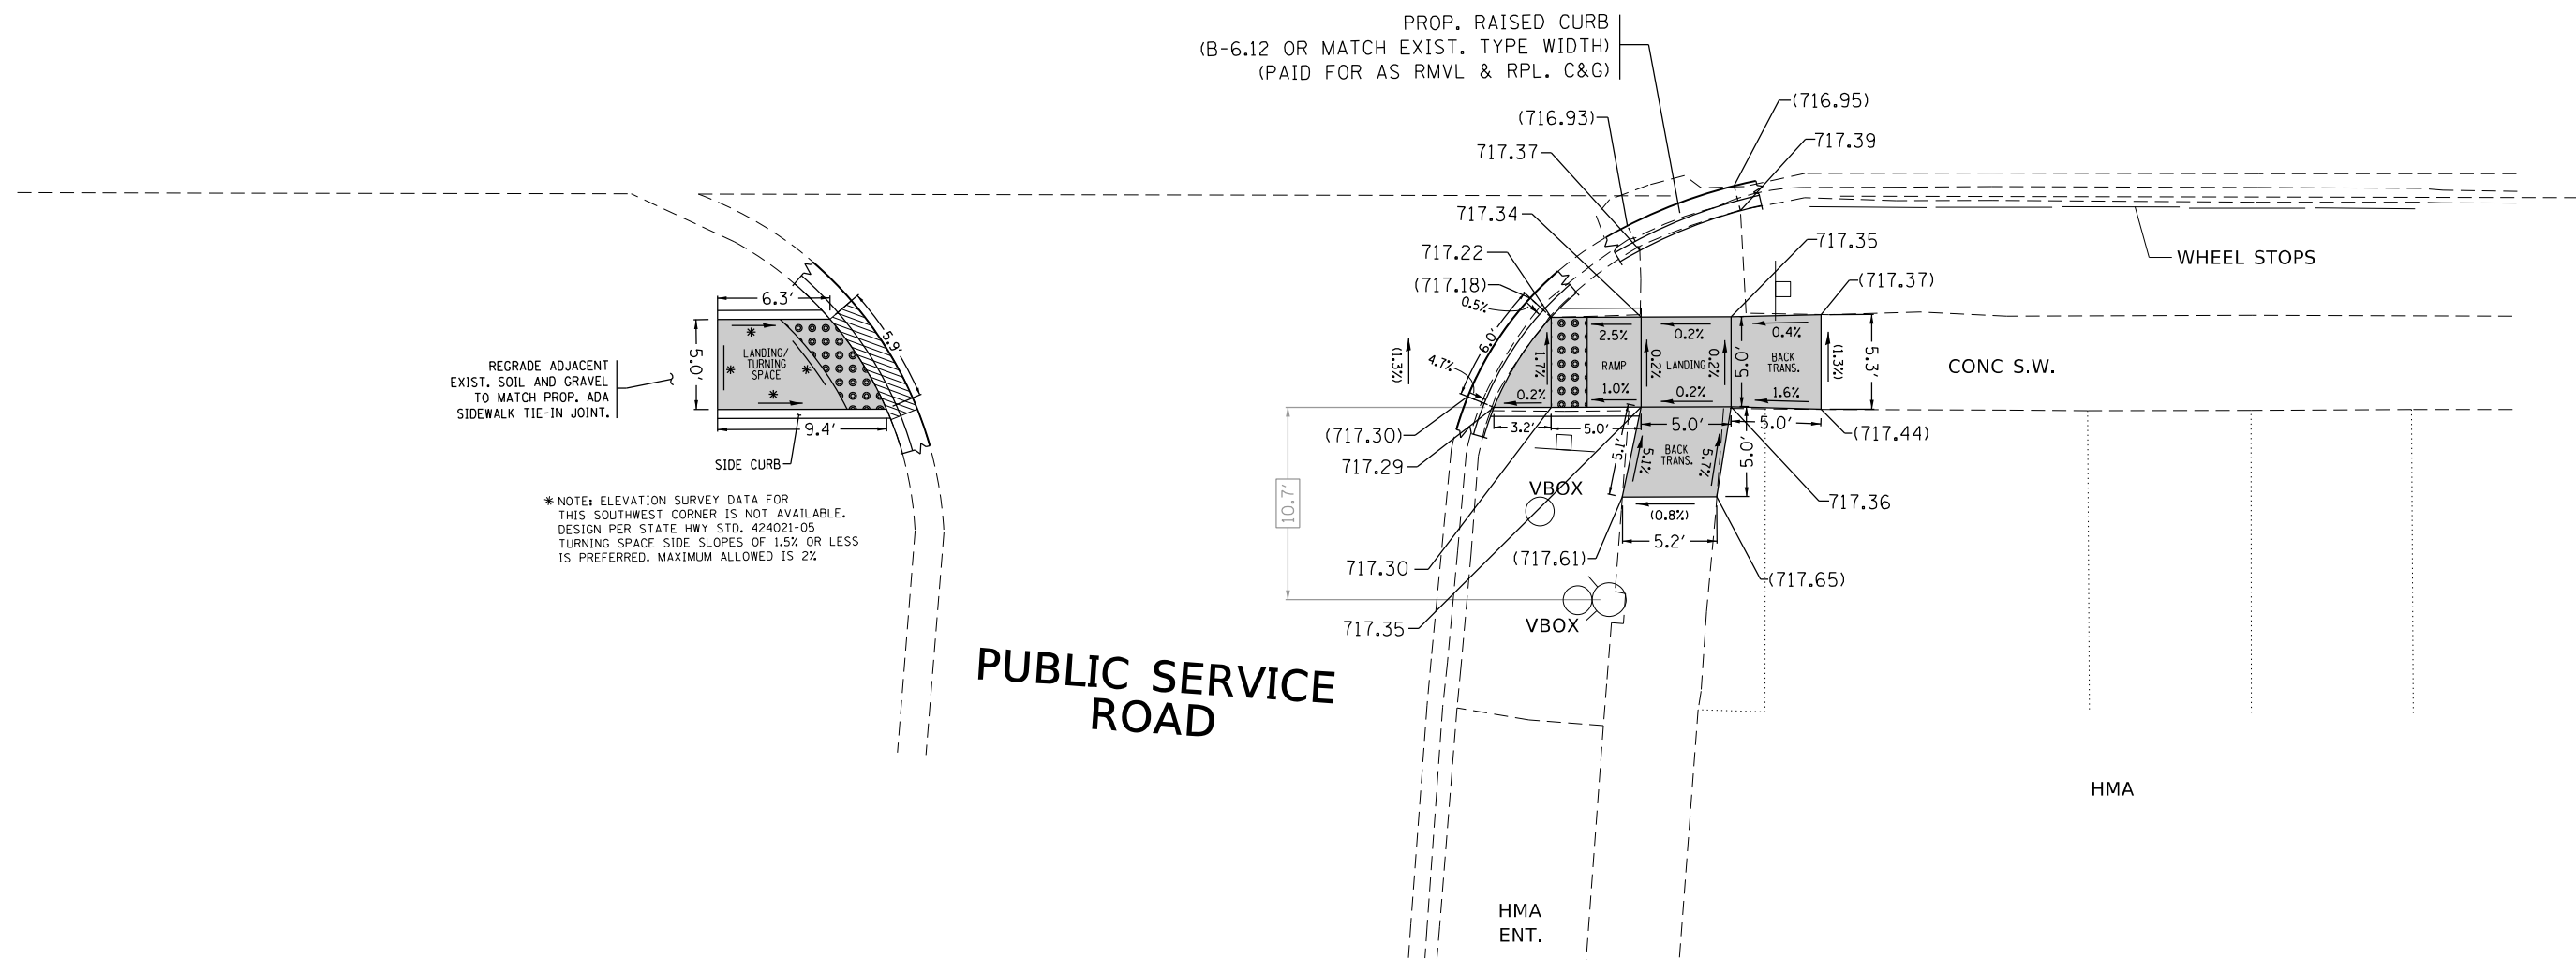 PROP. RAISED CURB
(B-6.12 OR MATCH EXIST. TYPE WIDTH)
(PAID FOR AS RMVL & RPL. C&G)
(716.95)
(716.93)
717.39
717.37
717.34
717.35
717.22
WHEEL STOPS
(717.18)
(717.37)
0.5%
6.3'
5.9'
6.0'
2.5%
0.2%
0.4%
5.0'
LANDING/
TURNING
SPACE
(1.3%)
4.7%
1.7%
RAMP
0.2%
LANDING
0.2%
5.0'
BACK
TRANS.
(1.3%)
5.3'
CONC S.W.
REGRADE ADJACENT
EXIST. SOIL AND GRAVEL
TO MATCH PROP. ADA
SIDEWALK TIE-IN JOINT.
*
*
*
*
0.2%
1.0%
0.2%
1.6%
9.4'
3.2'
5.0'
5.0'
5.0'
(717.30)
(717.44)
717.29
SIDE CURB
5.1'
5.1%
BACK
TRANS.
5.7%
5.0'
* NOTE: ELEVATION SURVEY DATA FOR
THIS SOUTHWEST CORNER IS NOT AVAILABLE.
DESIGN PER STATE HWY STD. 424021-05
TURNING SPACE SIDE SLOPES OF 1.5% OR LESS
IS PREFERRED. MAXIMUM ALLOWED IS 2%
10.7'
VBOX
717.36
(0.8%)
5.2'
(717.61)
717.30
(717.65)
VBOX
717.35
PUBLIC SERVICE
ROAD
HMA
HMA
ENT.